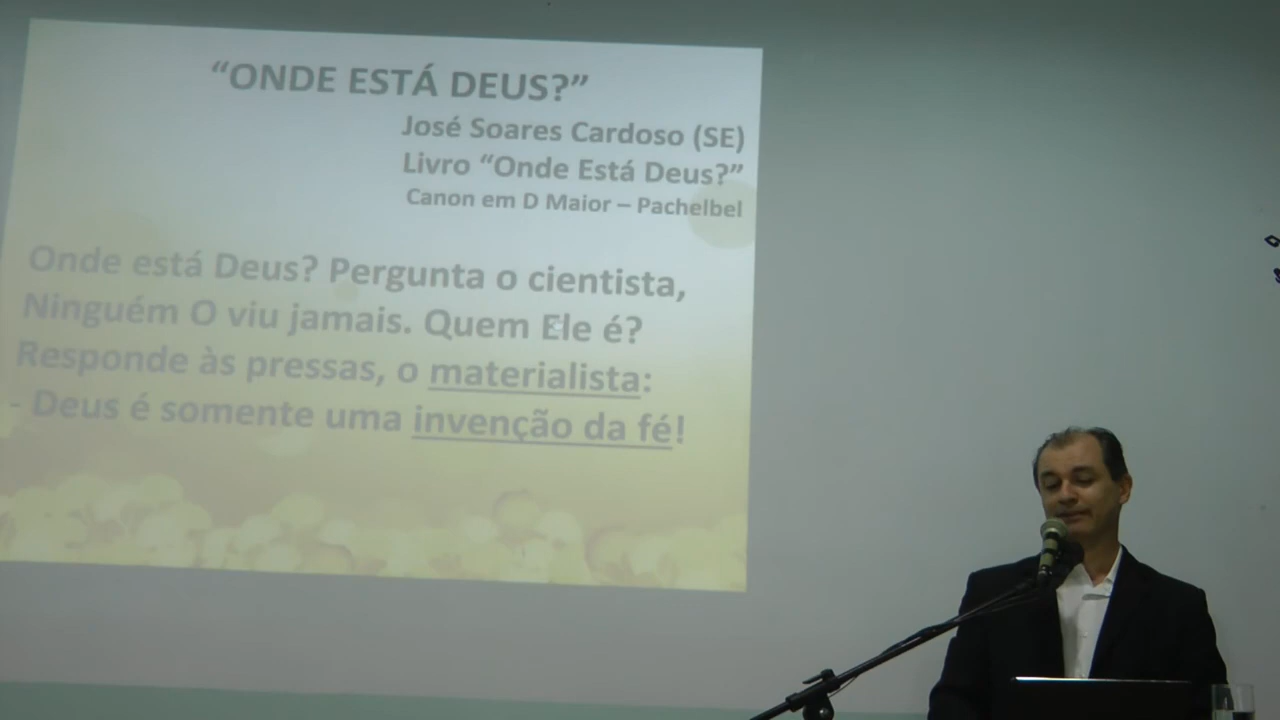 “ONDE ESTÁ DEUS?”
José Soares Cardoso (SE)
Livro “Onde Está Deus?”
Canon em D Maior – Pachelbel
Onde está Deus? Pergunta o cientista,
Ninguém O viu jamais. Quem Ele é?
Responde às pressas, o materialista:
- Deus é somente uma invenção da fé!